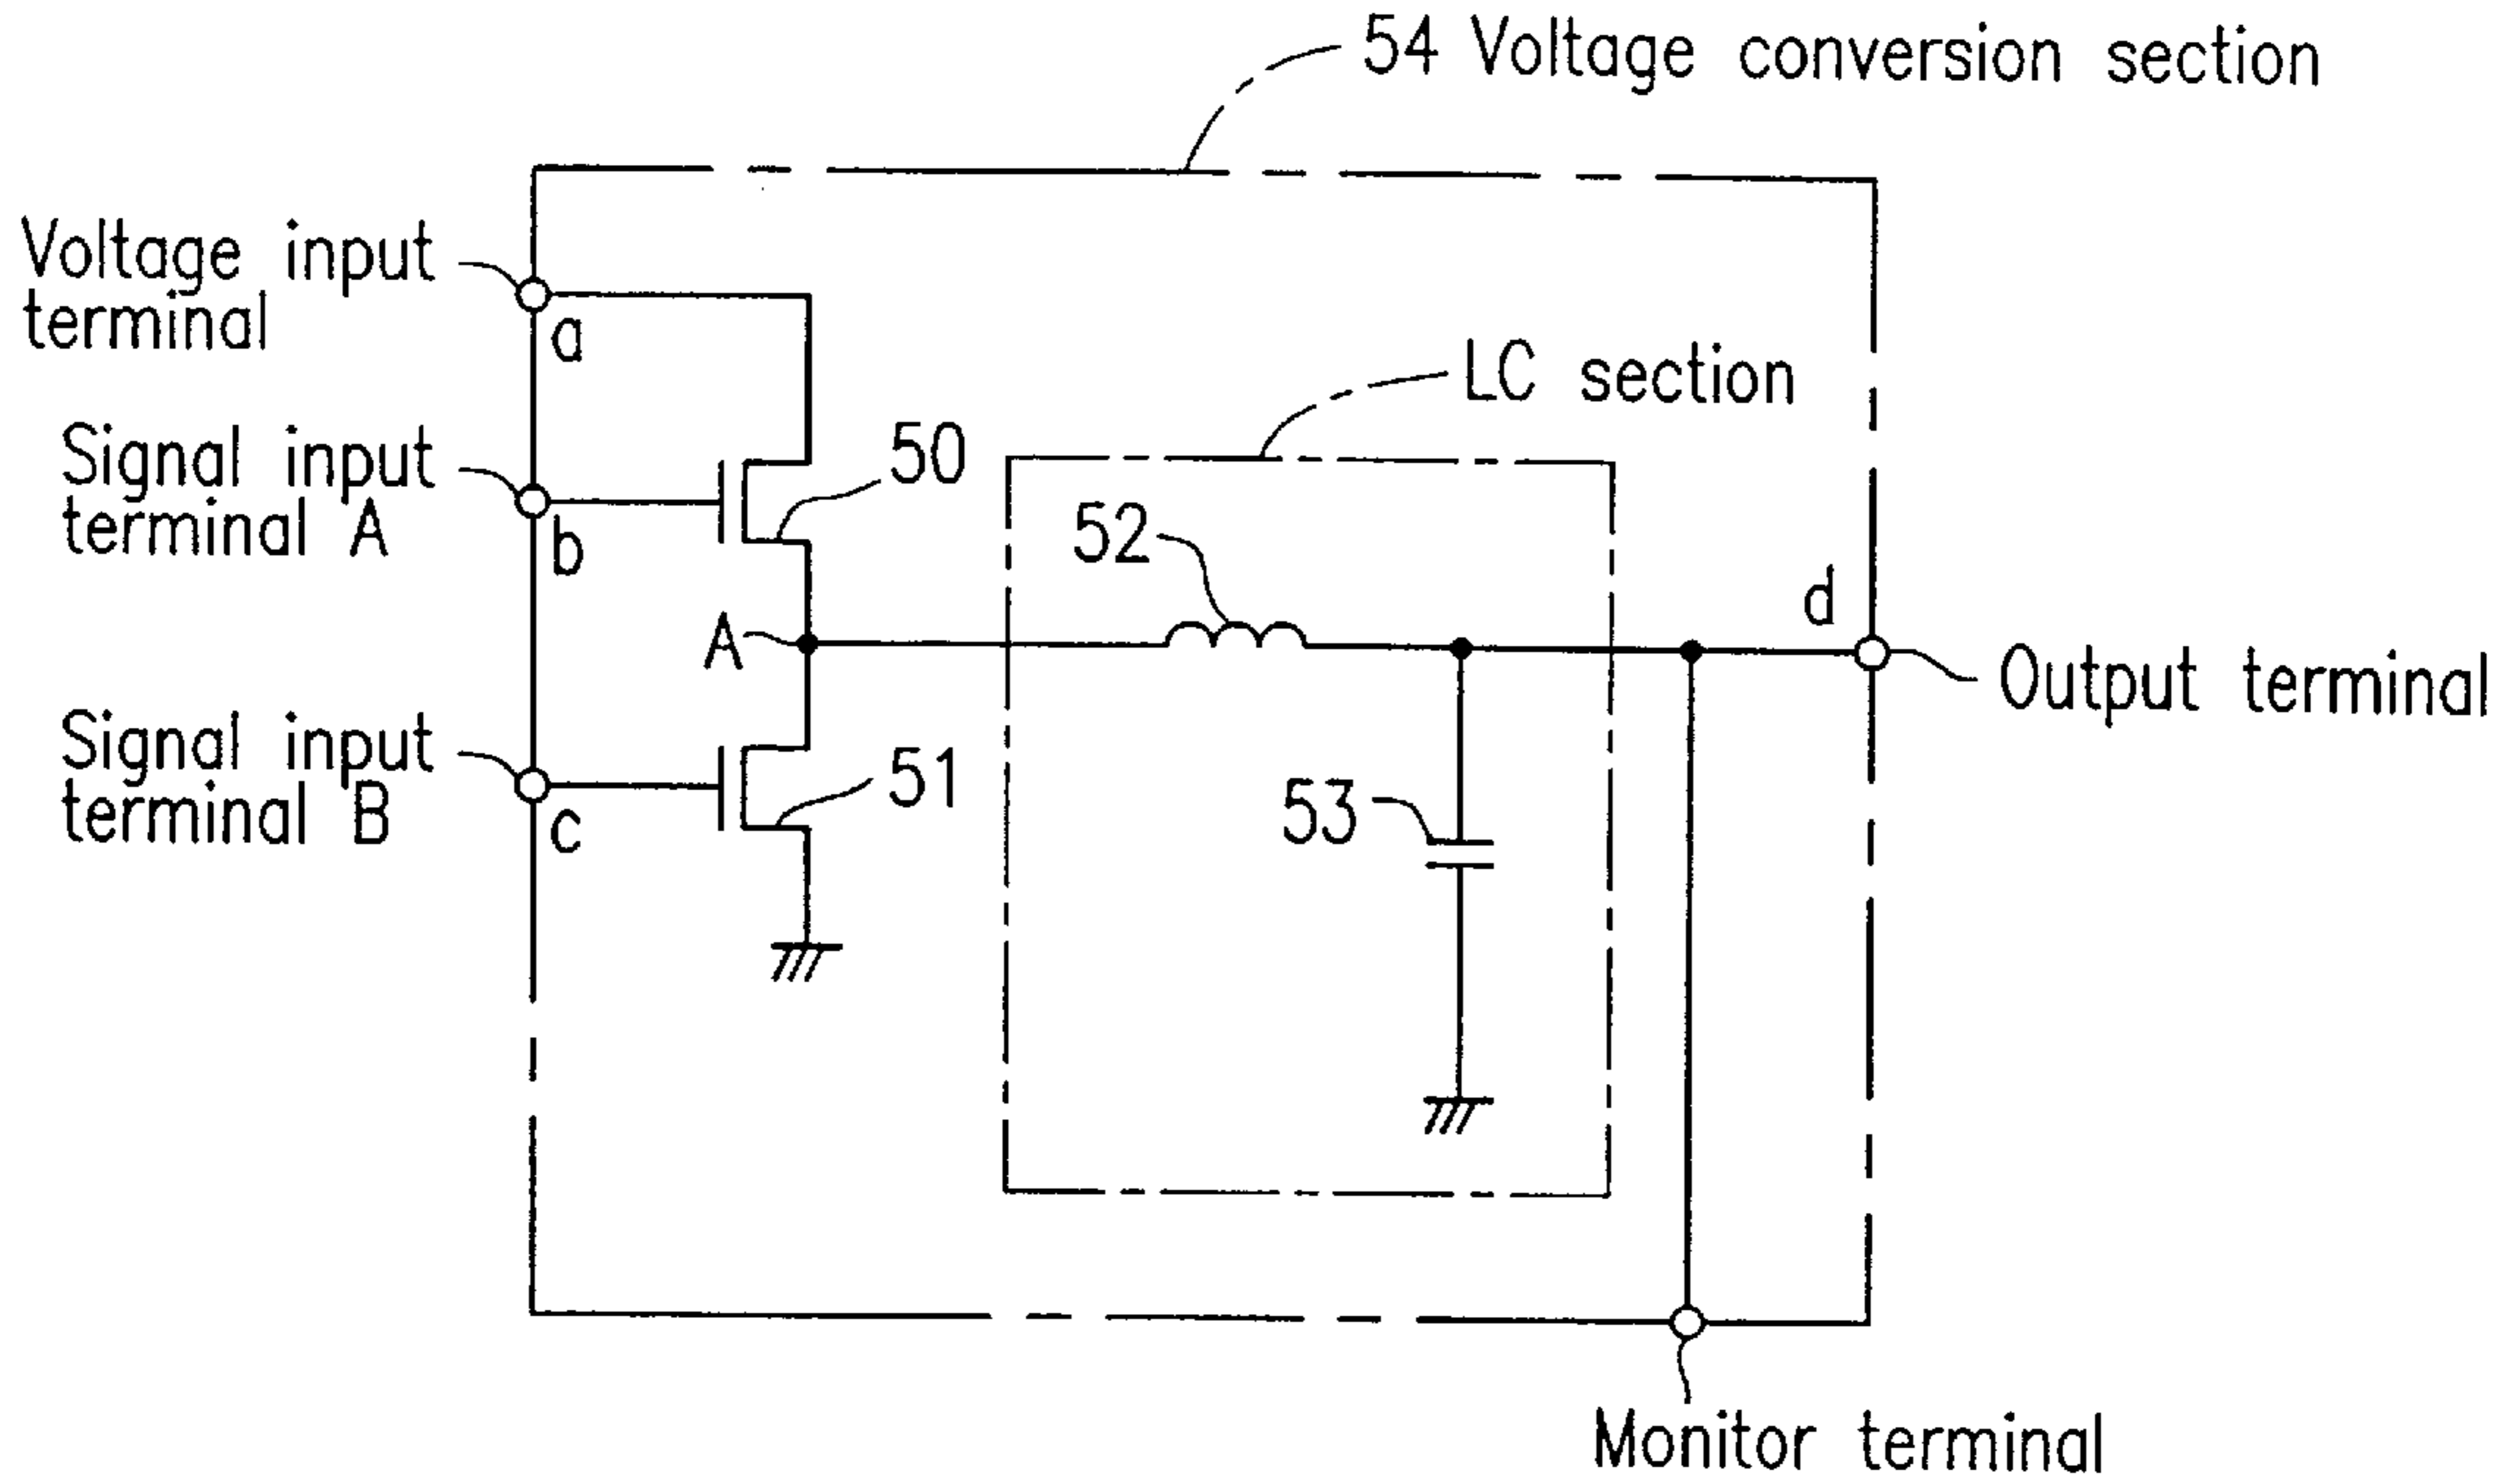 54 Voltage conversion section
Voltage input
terminal
a
LC section
Signal input
terminal A
b
50
52
d
A
Output terminal
Signal input
terminal B
c
51
53
Monitor terminal